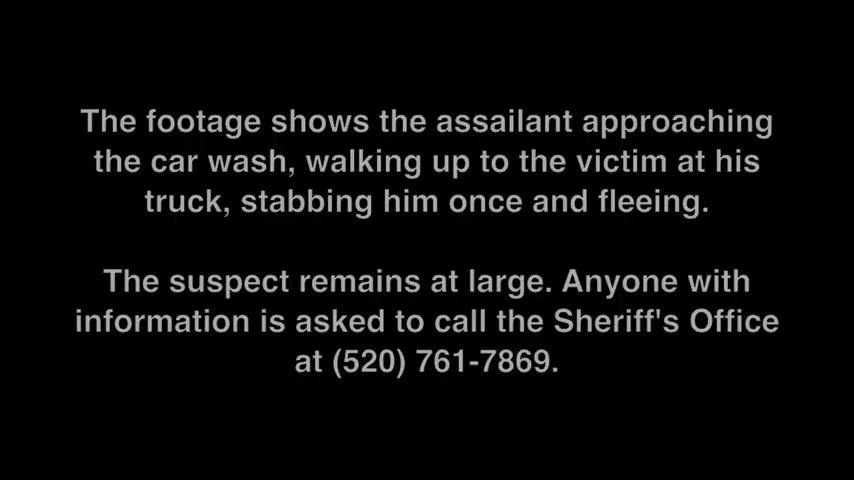 The footage shows the assailant approaching
the car wash, walking up to the victim at his
truck, stabbing him once and fleeing.
The suspect remains at large. Anyone with
information is asked to call the Sheriff's Office
at (520) 761-7869.